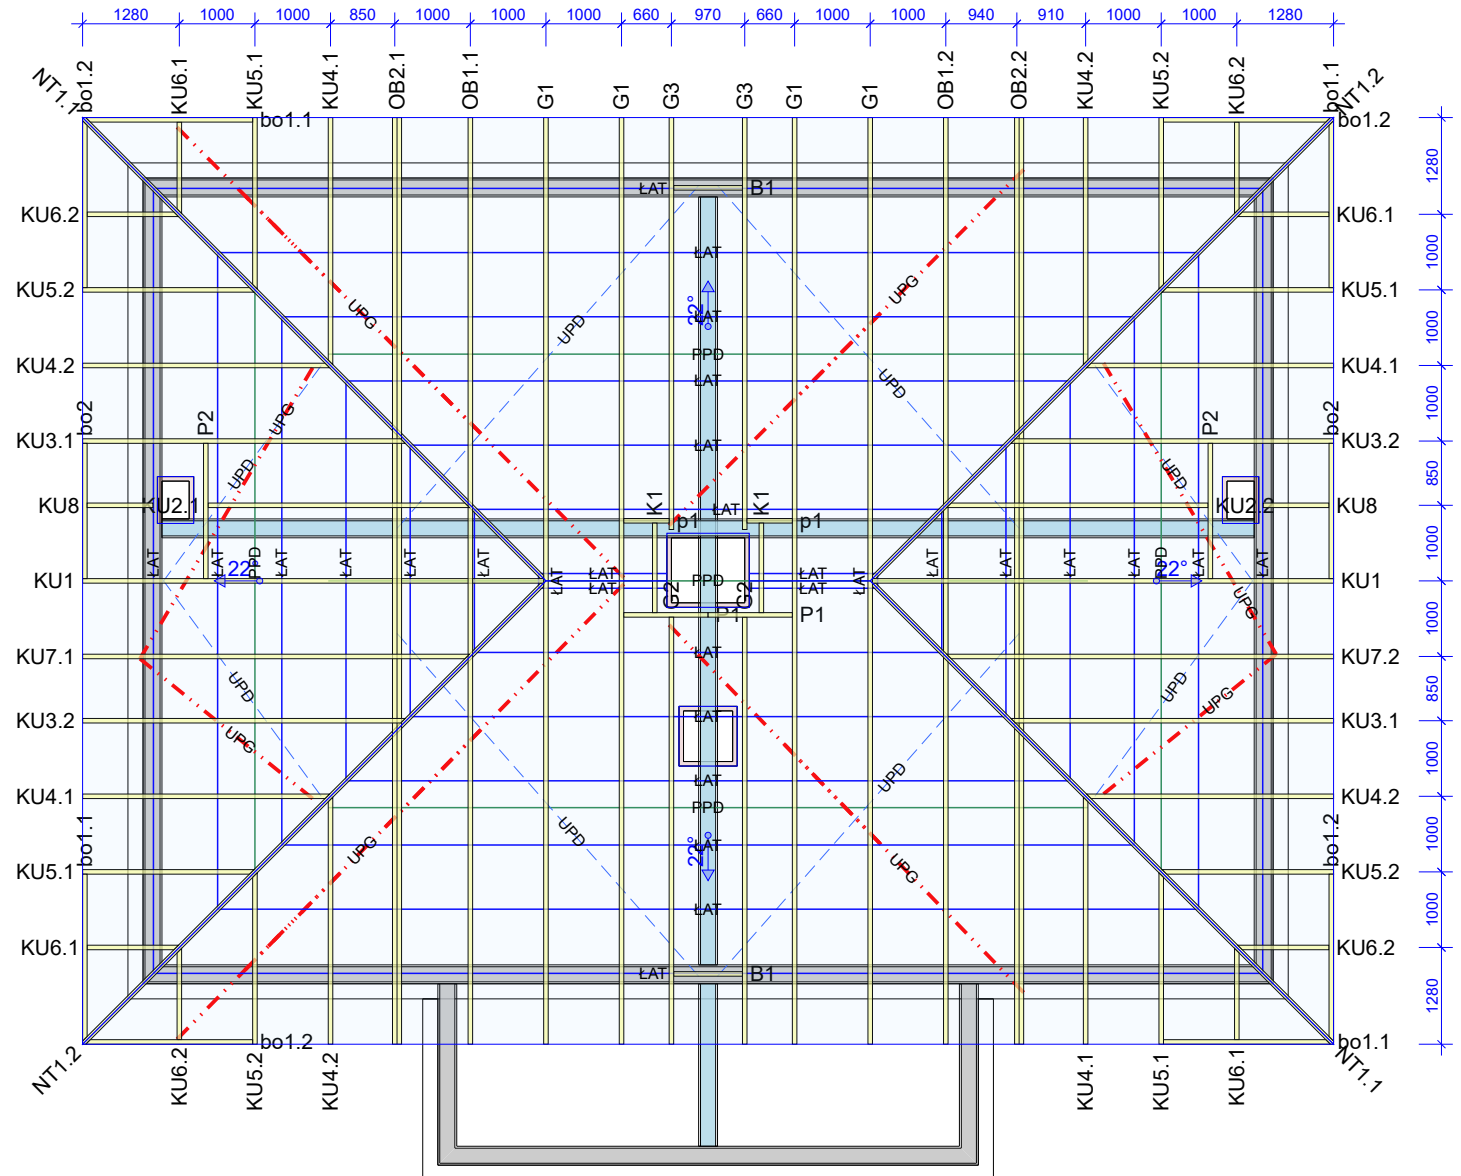 1280 1000 1000 850 1000 1000 1000 660 970 660 1000 1000 940 910 1000 1000 1280
NT1.1 bo1.2 KU6.1 KU5.1 KU4.1 OB2.1 OB1.1 G1 G1 G3 G3 G1 G1 OB1.2 OB2.2 KU4.2 KU5.2 KU6.2 bo1.1 NT1.2
bo1.1 bo1.2
1280
ŁAT B1
KU6.2 KU6.1
ŁAT 1000
KU5.2 UPG KU5.1
UPG UPD 22° ŁAT
PPD 1000
KU4.2 UPD KU4.1
ŁAT
UPG 1000
bo2 P2 P2 bo2
KU3.1 ŁAT KU3.2
UPD UPD 850
KU8 KU2.1 K1 ŁAT K1 KU2.2 KU8
p1 p1
1000
ŁAT ŁAT PPD ŁAT ŁAT ŁAT ŁAT ŁAT ŁAT ŁAT ŁAT ŁAT ŁAT ŁAT PPD ŁAT ŁAT
22° ŁAT ŁAT 22°
KU1 PPD KU1
ŁAT ŁAT
G2 G2 UPG
P1 P1
1000
KU7.1 ŁAT KU7.2
UPD UPD 850
UPG
KU3.2 ŁAT KU3.1
UPG 1000
ŁAT UPD
KU4.1 PPD KU4.2
UPD
bo1.1 UPG 22° ŁAT bo1.2 1000
KU5.1 UPG KU5.2
ŁAT 1000
KU6.1 KU6.2
ŁAT B1
1280
bo1.2 bo1.1
NT1.2 KU6.2 KU5.2 KU4.2 KU4.1 KU5.1 KU6.1 NT1.1